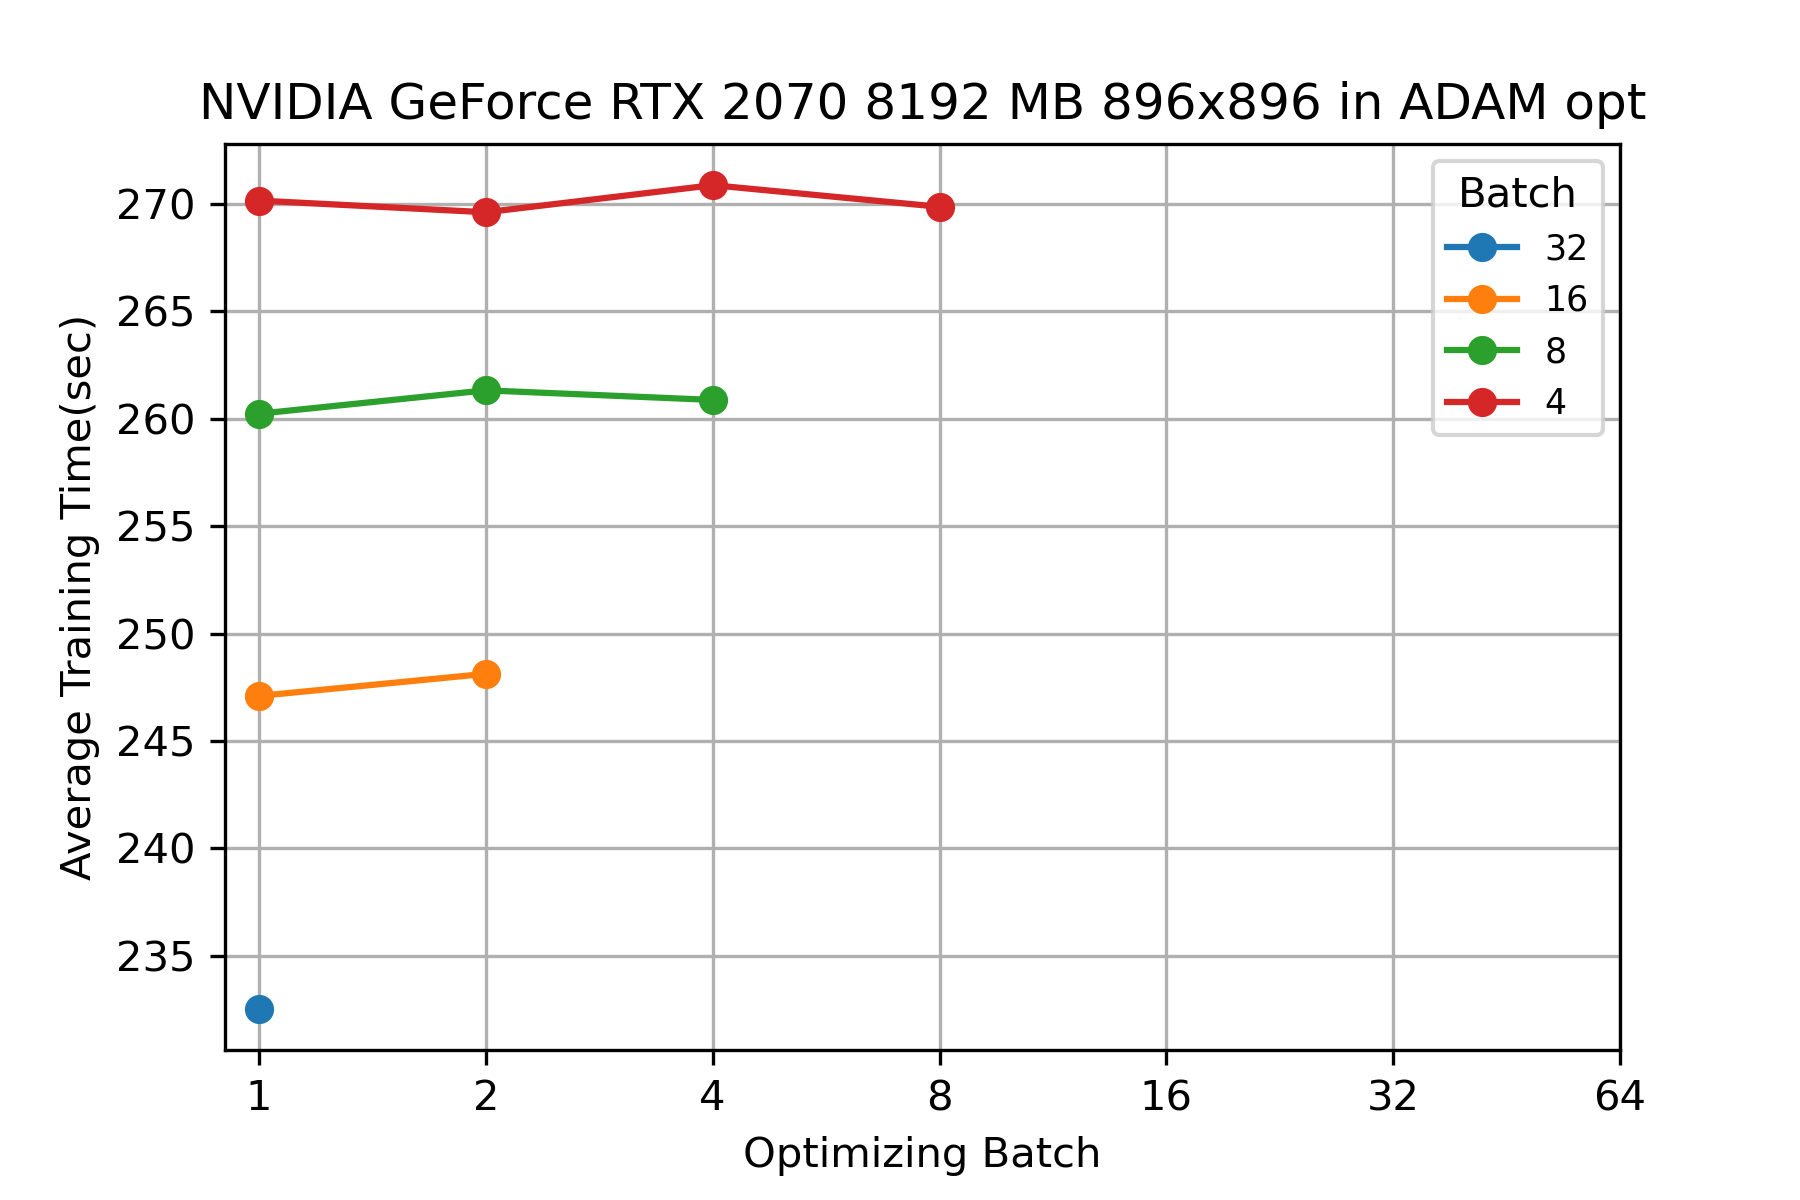 NVIDIA GeForce RTX 2070 8192 MB 896x896 in ADAM opt
Batch
32
16
8
4
Average Training Time(sec)
270
265
260
255
250
245
240
235
1 2 4 8 16 32 64
Optimizing Batch